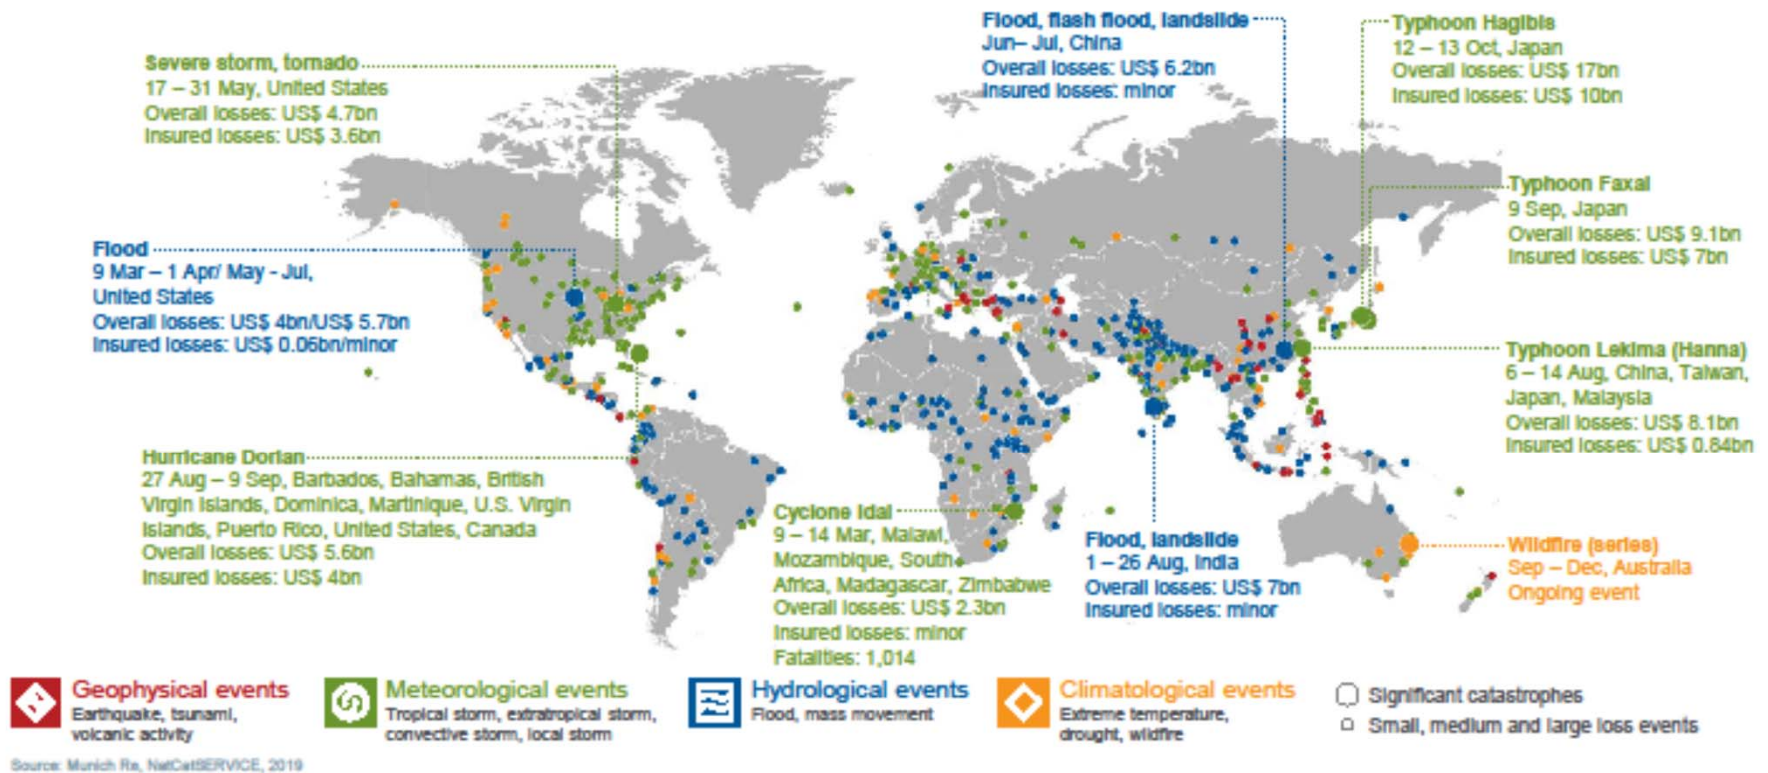 Severe storm, tornado
17 – 31 May, United States
Overall losses: US$ 4.7bn
Insured losses: US$ 3.6bn
Flood, flash flood, landslide
Jun– Jul, China
Overall losses: US$ 6.2bn
Insured losses: minor
Typhoon Hagibis
12 – 13 Oct, Japan
Overall losses: US$ 17bn
Insured losses: US$ 10bn
Typhoon Faxai
9 Sep, Japan
Overall losses: US$ 9.1bn
Insured losses: US$ 7bn
Flood
9 Mar – 1 Apr/ May - Jul,
United States
Overall losses: US$ 4bn/US$ 5.7bn
Insured losses: US$ 0.06bn/minor
Typhoon Lekima (Hanna)
6 – 14 Aug, China, Taiwan,
Japan, Malaysia
Overall losses: US$ 8.1bn
Insured losses: US$ 0.84bn
Hurricane Dorian
27 Aug – 9 Sep, Barbados, Bahamas, British
Virgin Islands, Dominica, Martinique, U.S. Virgin
Islands, Puerto Rico, United States, Canada
Overall losses: US$ 5.6bn
Insured losses: US$ 4bn
Cyclone Idai
9 – 14 Mar, Malawi,
Mozambique, South
Africa, Madagascar, Zimbabwe
Overall losses: US$ 2.3bn
Insured losses: minor
Fatalities: 1,014
Flood, landslide
1 – 26 Aug, India
Overall losses: US$ 7bn
Insured losses: minor
Wildfire (series)
Sep – Dec, Australia
Ongoing event
Geophysical events
Earthquake, tsunami,
volcanic activity
Meteorological events
Tropical storm, extratropical storm,
convective storm, local storm
Hydrological events
Flood, mass movement
Climatological events
Extreme temperature,
drought, wildfire
Significant catastrophes
Small, medium and large loss events
Source: Munich Re, NatCatSERVICE, 2019